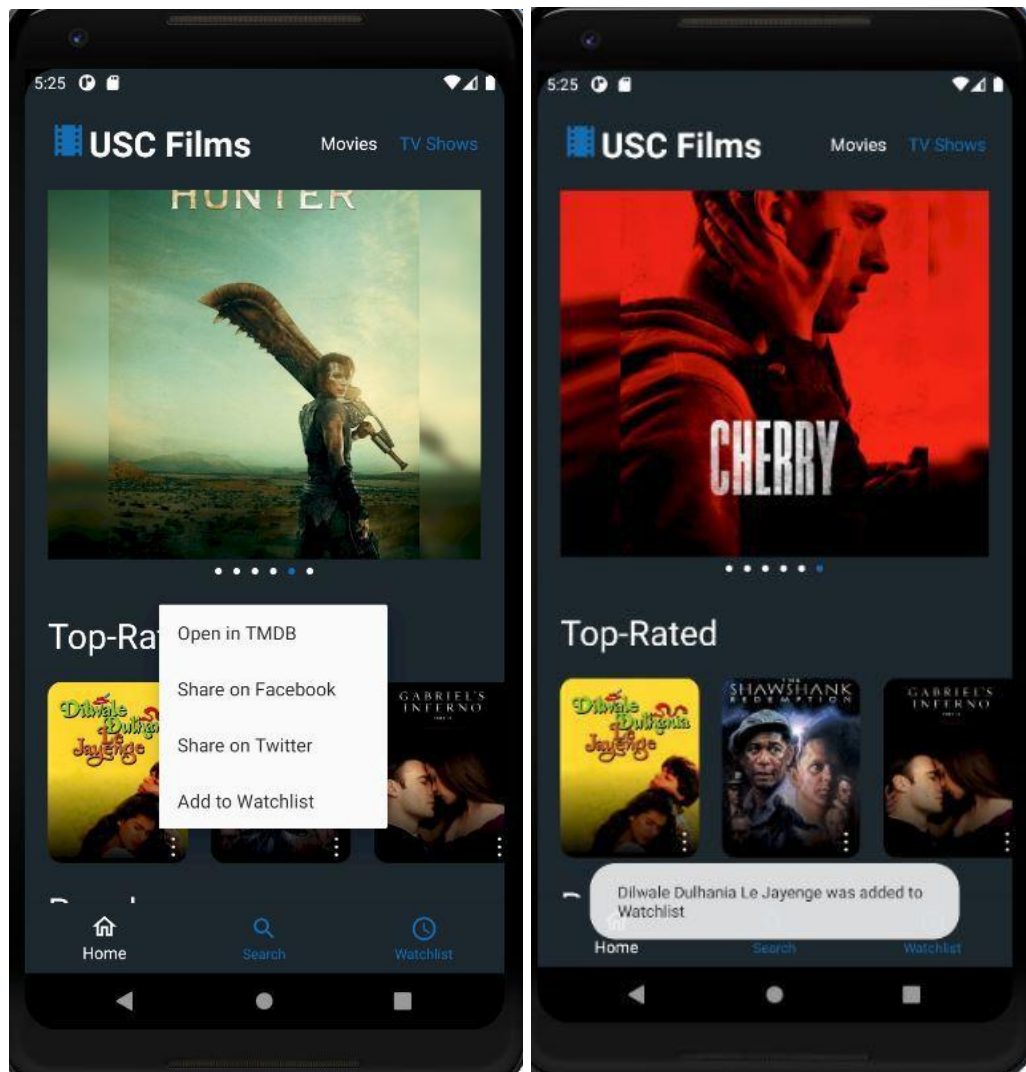 5:25
USC Films
Movies
TV Shows
HUNTER
Top-Ra
Open in TMDB
Share on Facebook
Share on Twitter
Add to Watchlist
Dilwale
Dulhania
Le
Jayenge
GABRIEL'S
INFERNO
Home
Search
Watchlist
5:25
USC Films
Movies
TV Shows
CHERRY
Top-Rated
Dilwale
Dulhania
Le
Jayenge
THE
SHAWSHANK
REDEMPTION
GABRIEL'S
INFERNO
Dilwale Dulhania Le Jayenge was added to
Watchlist
Home
Search
Watchlist